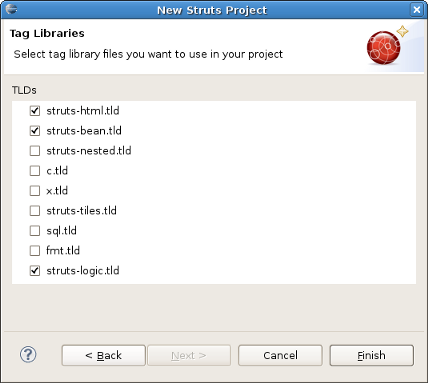 New Struts Project
Tag Libraries
Select tag library files you want to use in your project
TLDs
struts-html.tld
struts-bean.tld
struts-nested.tld
c.tld
x.tld
struts-tiles.tld
sql.tld
fmt.tld
struts-logic.tld
? < Back Next > Cancel Finish